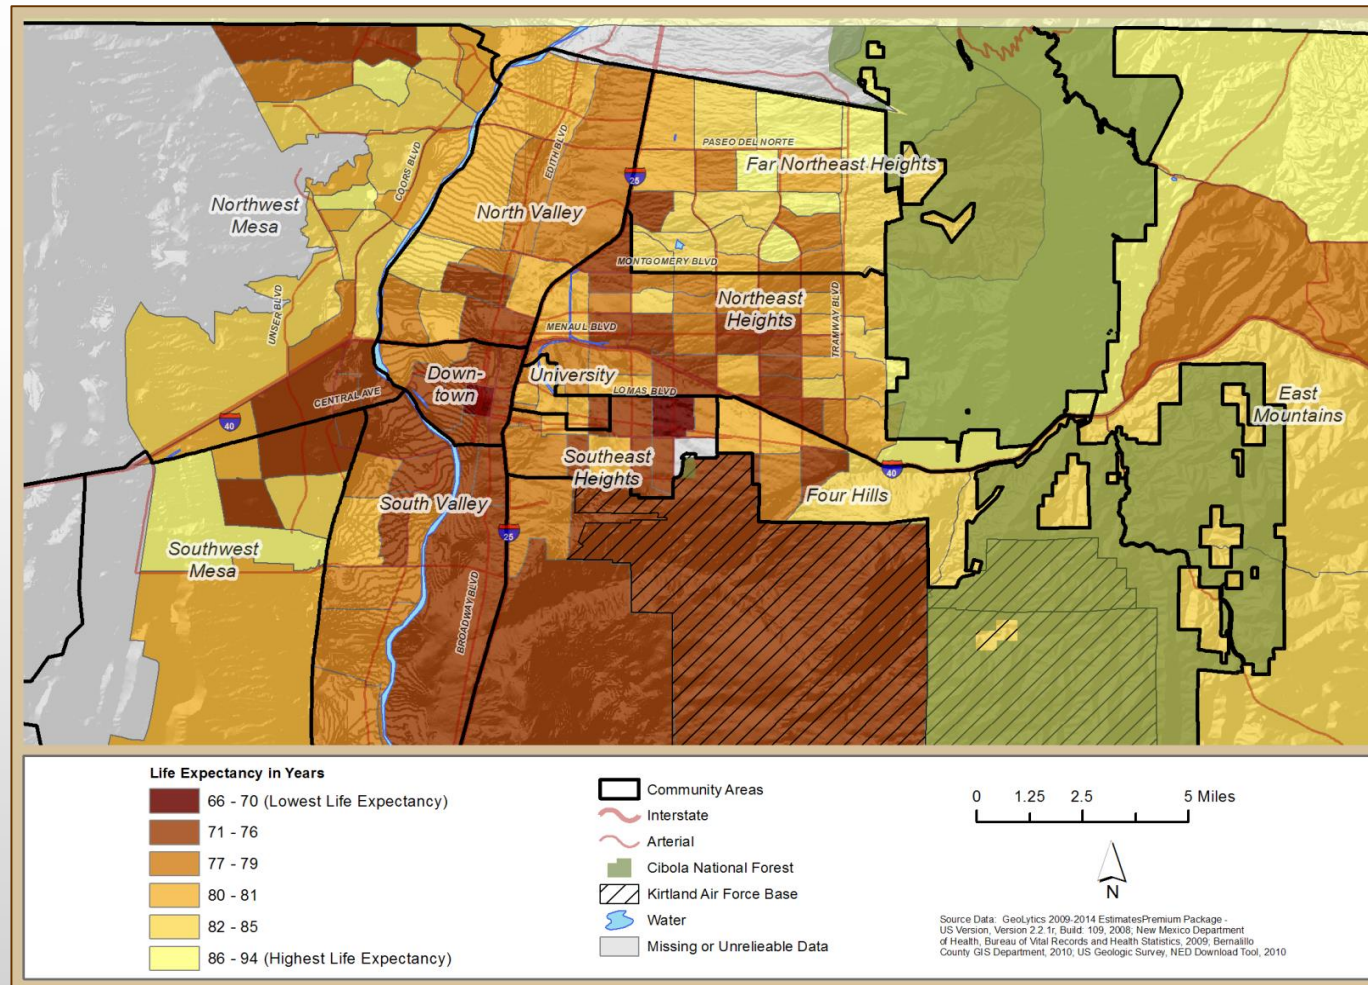 PASEO DEL NORTE
Far Northeast Heights
COORS BLVD
EDITH BLVD
25
Northwest
Mesa
North Valley
MONTGOMERY BLVD
UNSER BLVD
Northeast
Heights
TRAMWAY BLVD
MENAUL BLVD
Down-
town
University
LOMAS BLVD
CENTRAL AVE
East
Mountains
40
Southeast
Heights
40
South Valley
Four Hills
25
Southwest
Mesa
BROADWAY BLVD
Life Expectancy in Years
66 - 70 (Lowest Life Expectancy)
71 - 76
77 - 79
80 - 81
82 - 85
86 - 94 (Highest Life Expectancy)
Community Areas
Interstate
Arterial
Cibola National Forest
Kirtland Air Force Base
Water
Missing or Unrelieable Data
0 1.25 2.5 5 Miles
N
Source Data: GeoLytics 2009-2014 EstimatesPremium Package -
US Version, Version 2.2.1r, Build: 109, 2008; New Mexico Department
of Health, Bureau of Vital Records and Health Statistics, 2009; Bernalillo
County GIS Department, 2010; US Geologic Survey, NED Download Tool, 2010